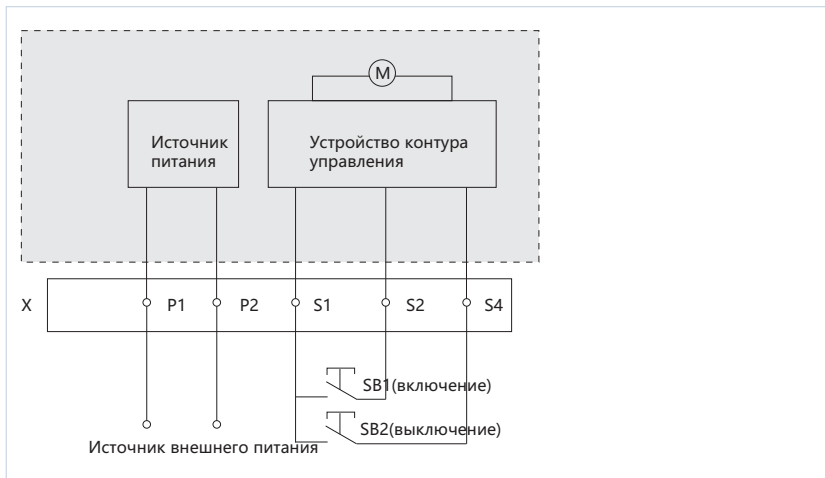 M
Источник
питания
Устройство контура
управления
X
P1
P2
S1
S2
S4
SB1(включение)
SB2(выключение)
Источник внешнего питания